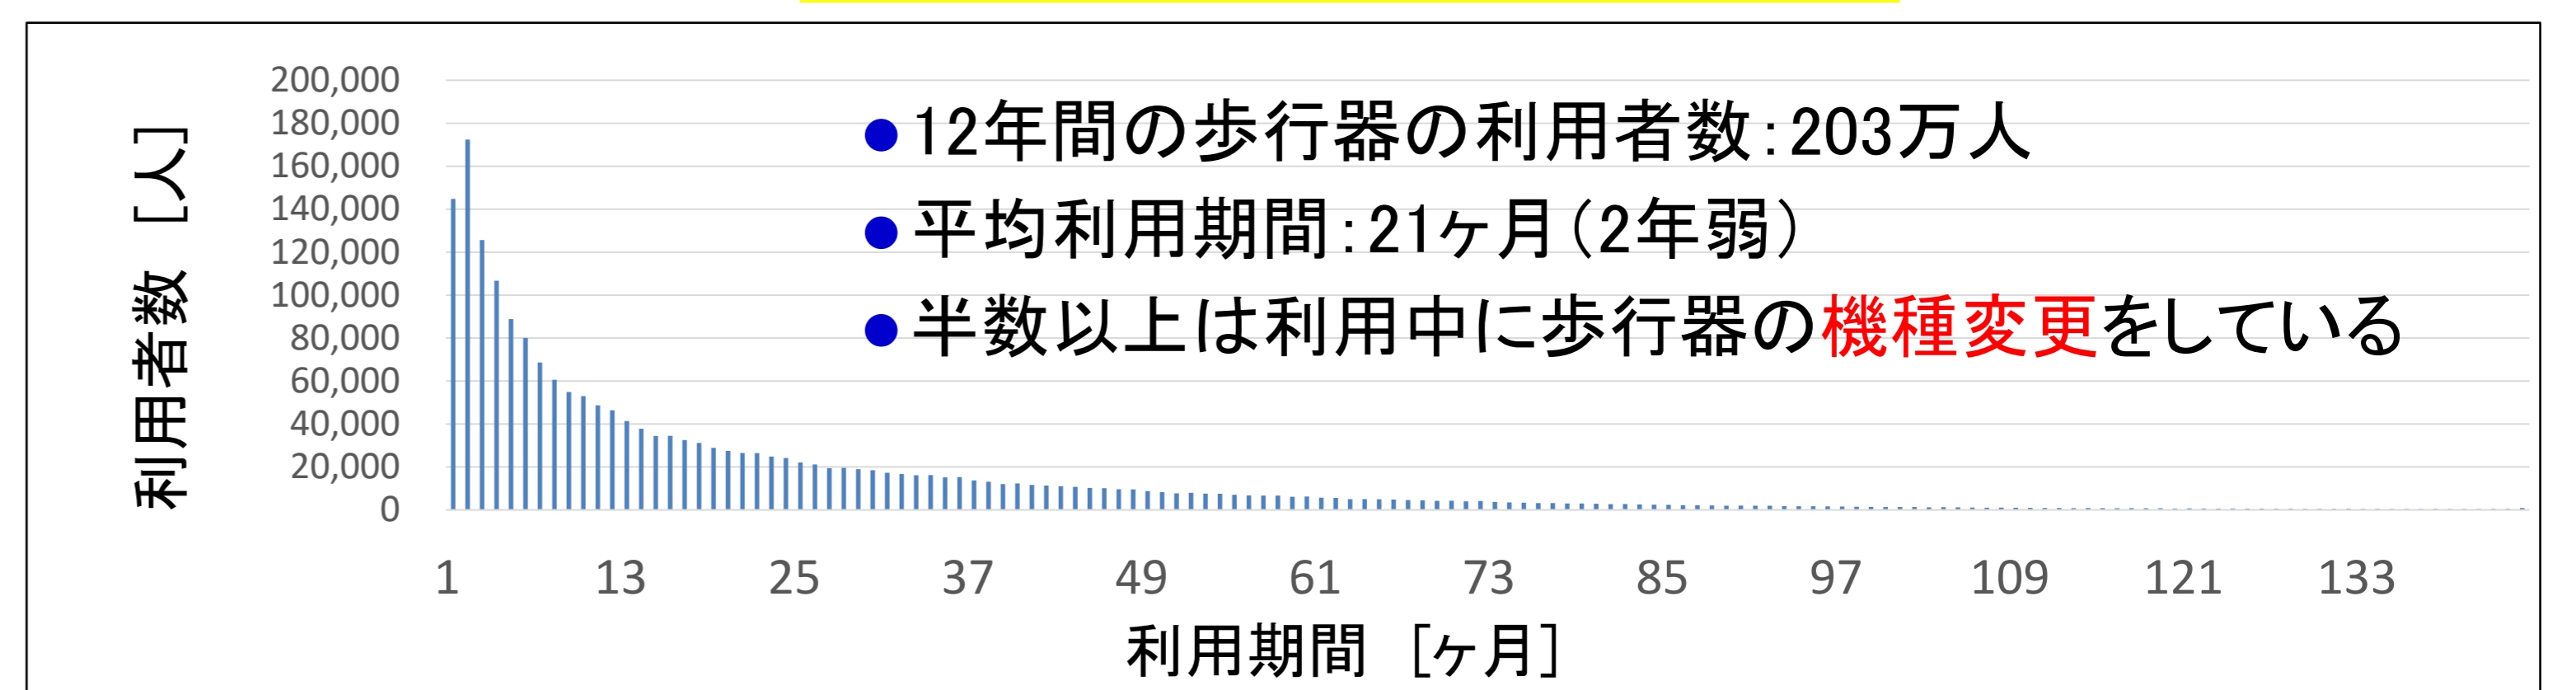 200,000
180,000
160,000
140,000
120,000
100,000
80,000
60,000
40,000
20,000
0
利用者数 [人]
●12年間の歩行器の利用者数:203万人
●平均利用期間:21ヶ月(2年弱)
●半数以上は利用中に歩行器の機種変更をしている
1 13 25 37 49 61 73 85 97 109 121 133
利用期間 [ヶ月]